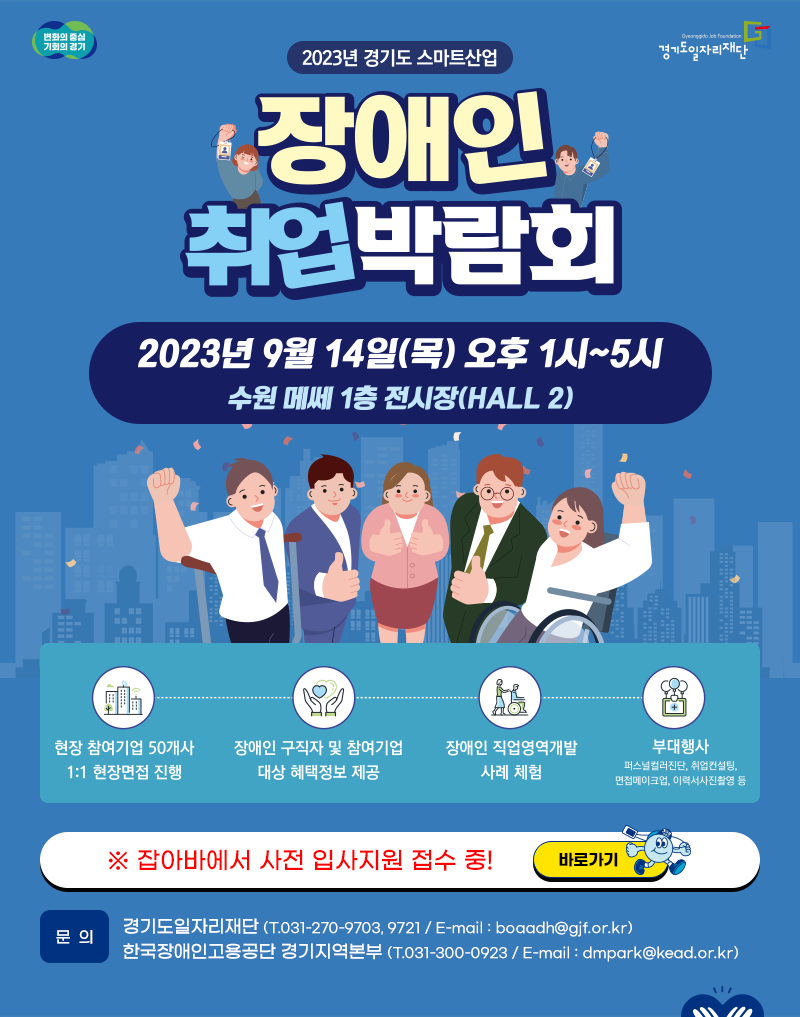 변화의 중심
기회의 경기
Gyeonggido Job Foundation
경기도일자리재단
2023년 경기도 스마트산업
장애인
취업박람회
2023년 9월 14일(목) 오후 1시~5시
수원 메쎄 1층 전시장(HALL 2)
현장 참여기업 50개사
1:1 현장면접 진행
장애인 구직자 및 참여기업
대상 혜택정보 제공
장애인 직업영역개발
사례 체험
부대행사
퍼스널컬러진단, 취업컨설팅,
면접메이크업, 이력서사진촬영 등
※ 잡아바에서 사전 입사지원 접수 중!
바로가기
문 의
경기도일자리재단 (T.031-270-9703, 9721 / E-mail : boaadh@gjf.or.kr)
한국장애인고용공단 경기지역본부 (T.031-300-0923 / E-mail : dmpark@kead.or.kr)